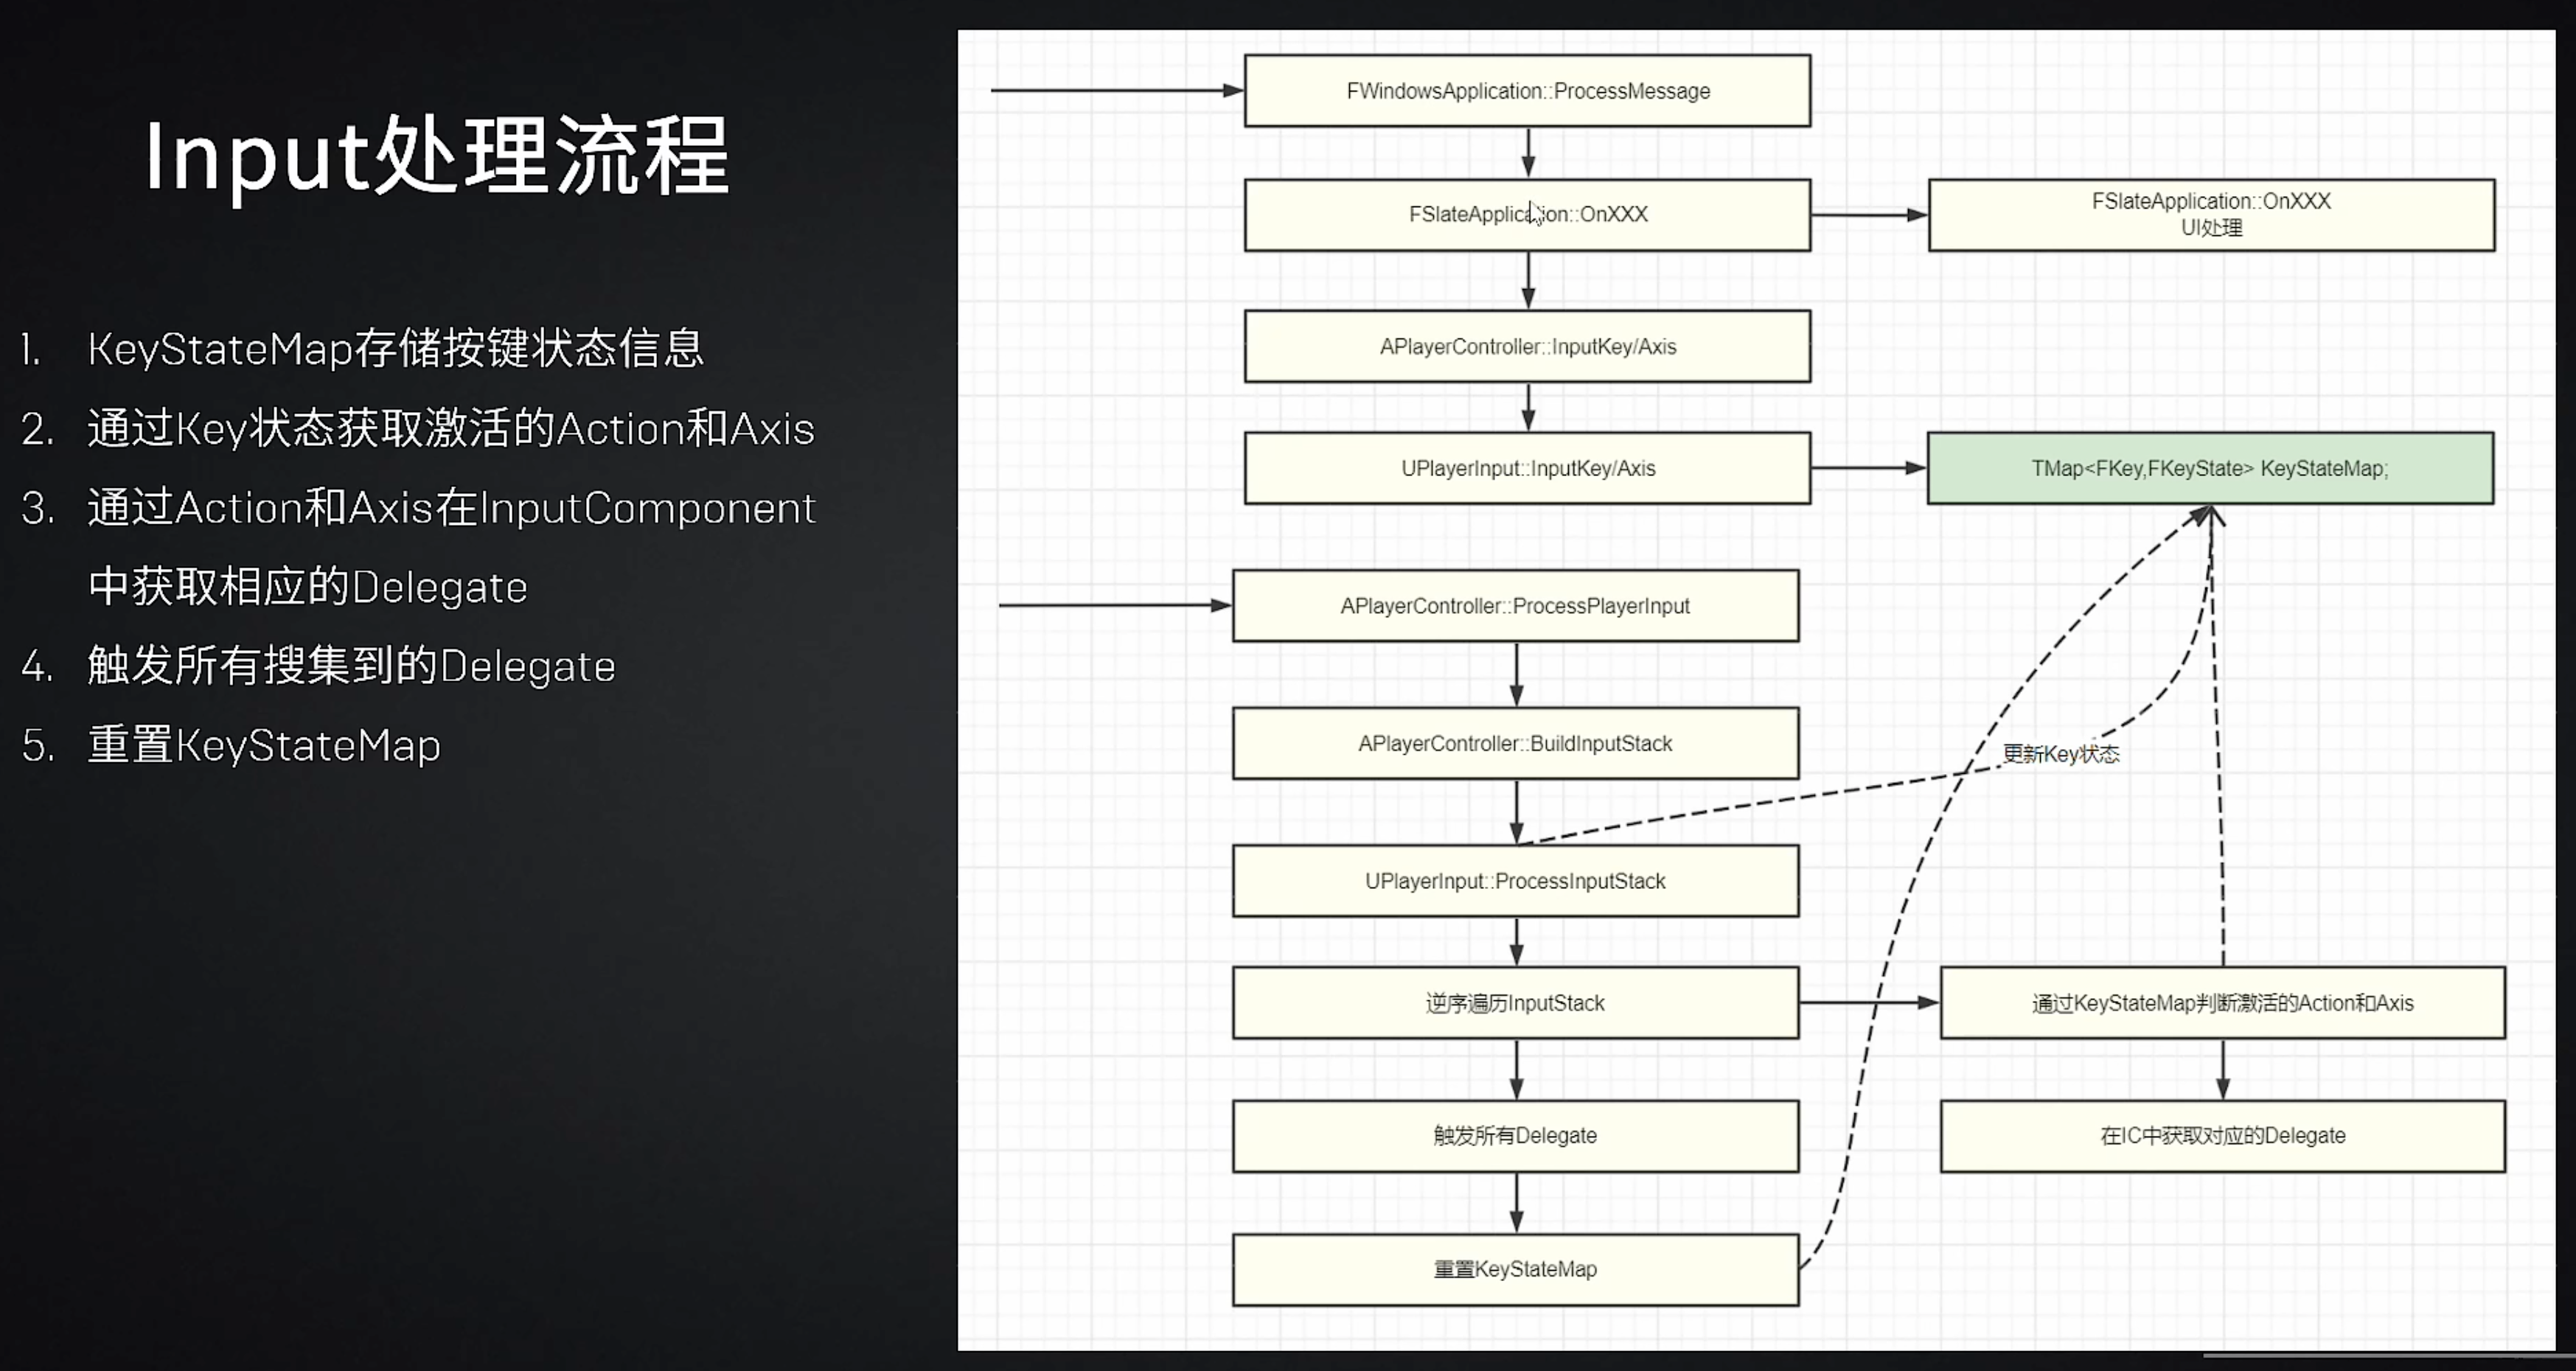 Input处理流程
1. KeyStateMap存储按键状态信息
2. 通过Key状态获取激活的Action和Axis
3. 通过Action和Axis在InputComponent
中获取相应的Delegate
4. 触发所有搜集到的Delegate
5. 重置KeyStateMap
FWindowsApplication::ProcessMessage
FSlateApplication::OnXXX
FSlateApplication::OnXXX
UI处理
APlayerController::InputKey/Axis
UPlayerInput::InputKey/Axis
TMap<FKey,FKeyState> KeyStateMap;
APlayerController::ProcessPlayerInput
APlayerController::BuildInputStack
更新Key状态
UPlayerInput::ProcessInputStack
逆序遍历InputStack
通过KeyStateMap判断激活的Action和Axis
触发所有Delegate
在IC中获取对应的Delegate
重置KeyStateMap